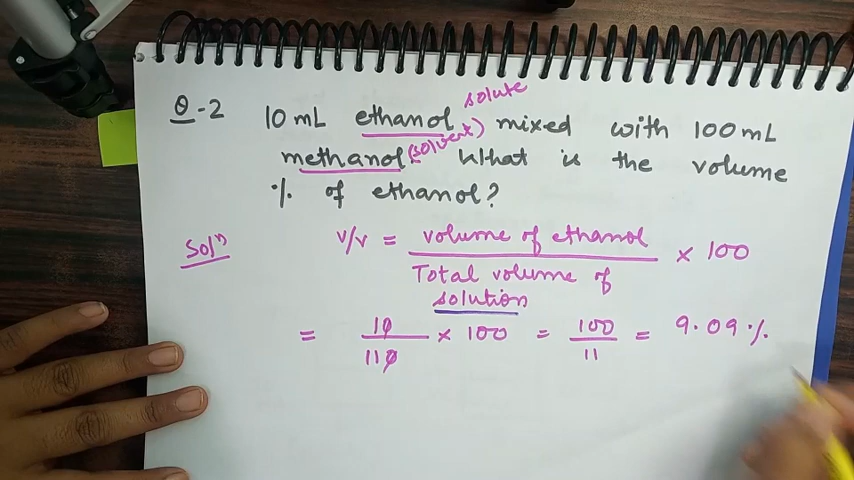 Q-2 10 mL ethanol solute mixed with 100 mL
methanol (solvent). What is the volume
% of ethanol?
Solⁿ v/v = volume of ethanol / Total volume of solution × 100
= 10/110 × 100 = 100/11 = 9.09 %